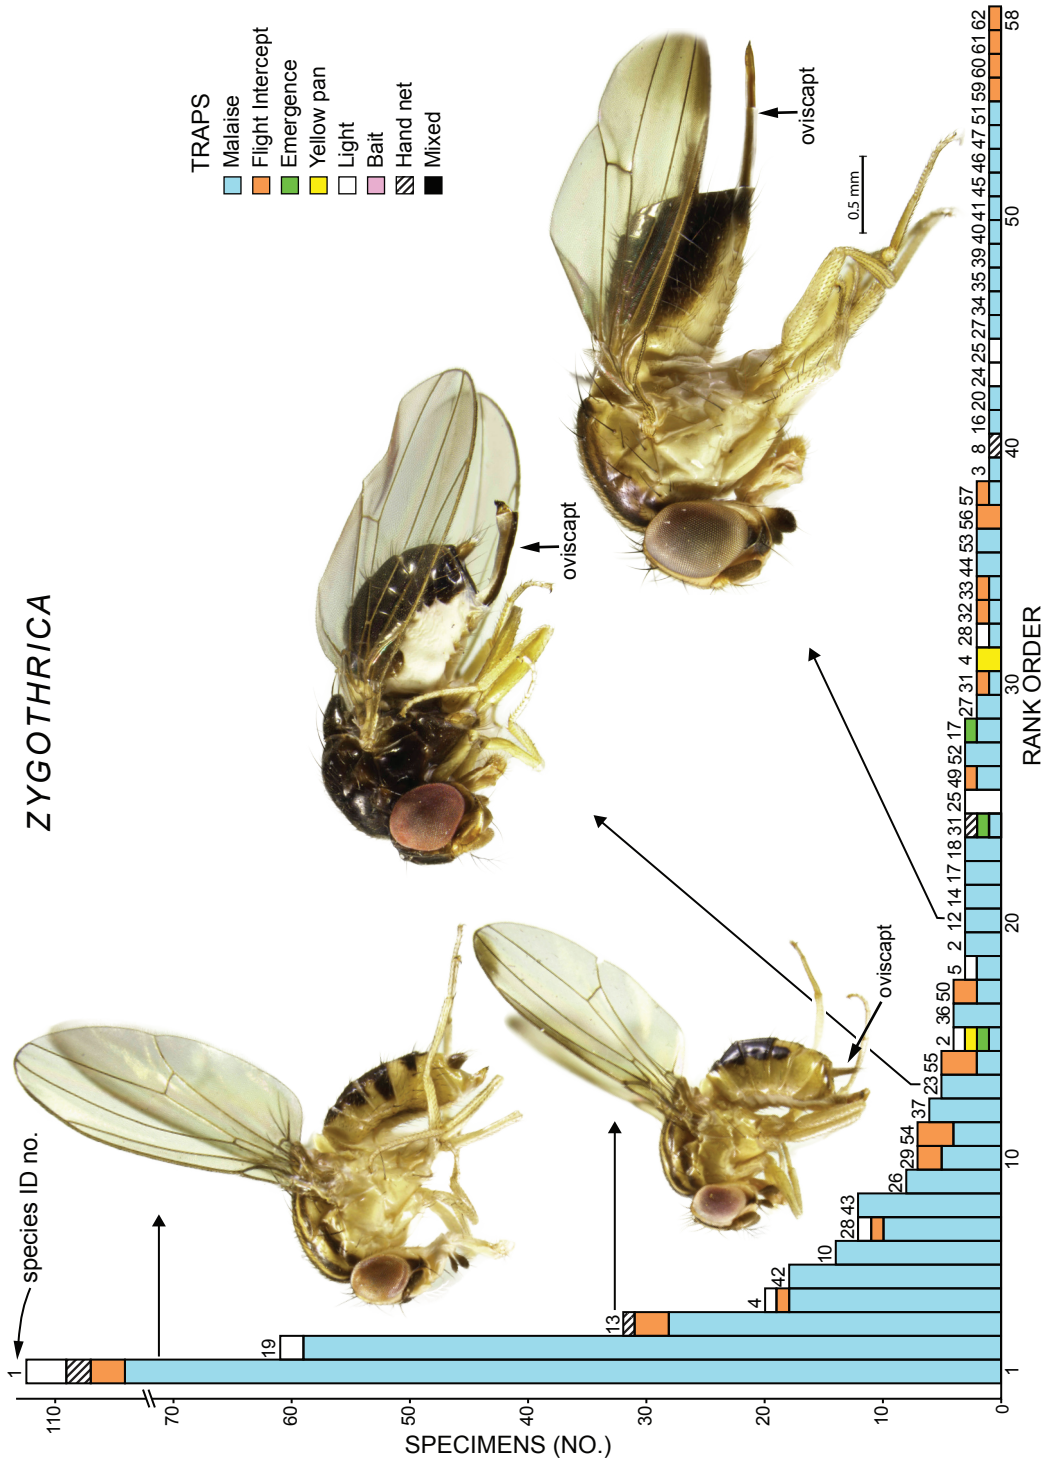 ZYGOTHRICA
TRAPS
Malaise
Flight Intercept
Emergence
Yellow pan
Light
Bait
Hand net
Mixed
species ID no.
oviscapt
oviscapt
oviscapt
0.5 mm
1 19 13 4 42 10 28 43 26 29 54 37 23 55 2 36 50 5 2 12 14 17 18 31 25 49 52 17 27 31 4 28 32 33 44 53 56 57 3 8 16 20 24 25 27 34 35 39 40 41 45 46 47 51 59 60 61 62
SPECIMENS (NO.)
0 10 20 30 40 50 60 70 110
1 10 20 30 40 50 58
RANK ORDER